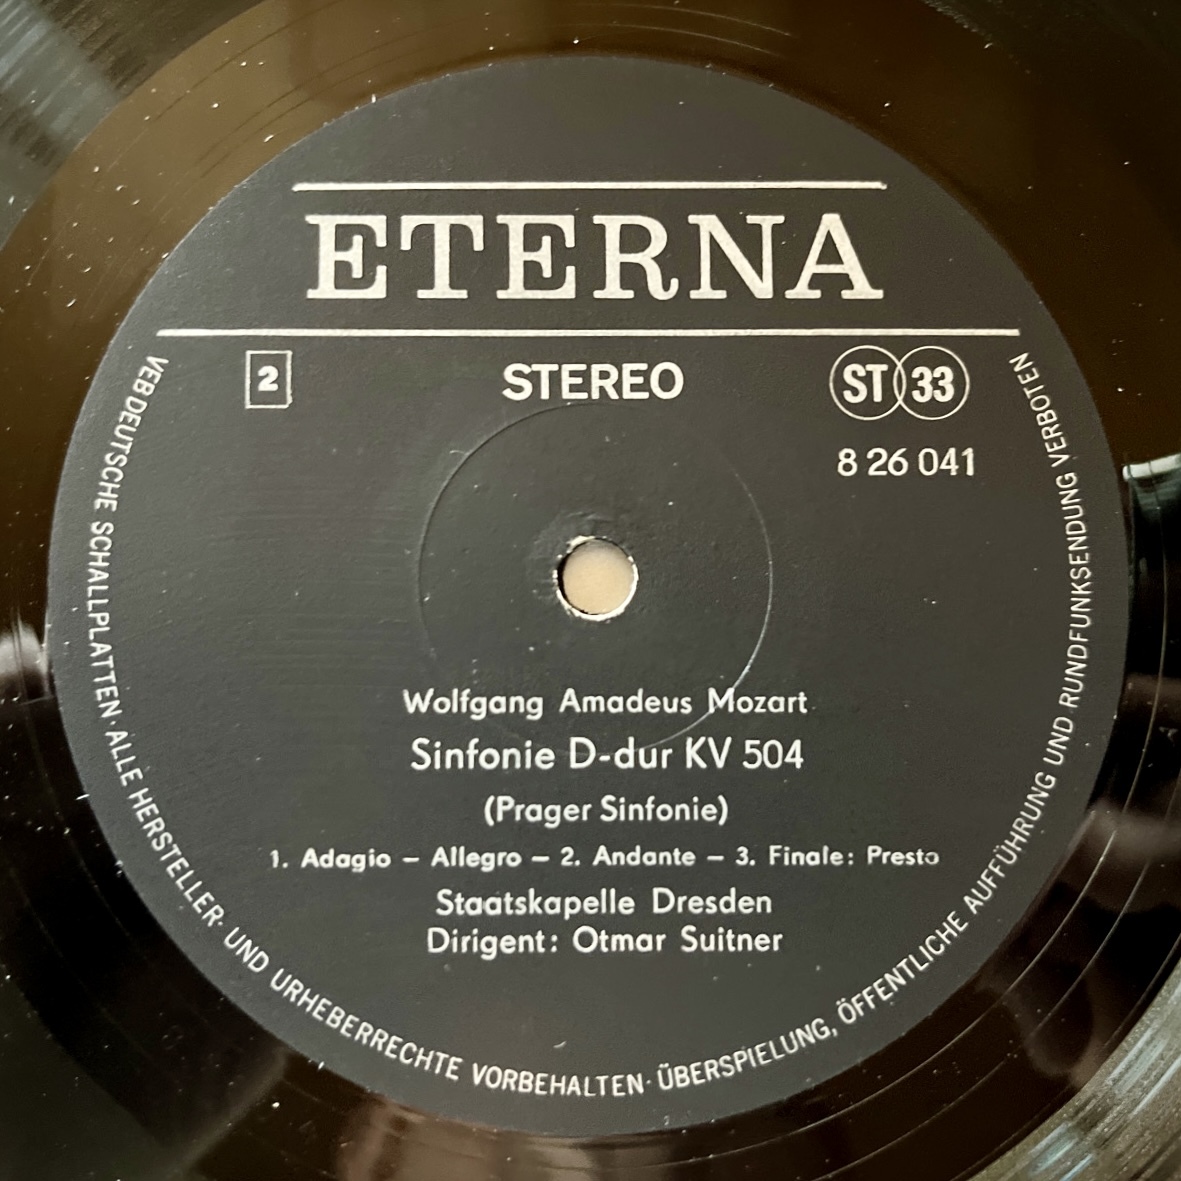 ETERNA
2
STEREO
ST 33
8 26 041
Wolfgang Amadeus Mozart
Sinfonie D-dur KV 504
(Prager Sinfonie)
1. Adagio – Allegro – 2. Andante – 3. Finale: Presto
Staatskapelle Dresden
Dirigent: Otmar Suitner
VEB DEUTSCHE SCHALLPLATTEN · ALLE HERSTELLER- UND URHEBERRECHTE VORBEHALTEN · ÜBERSPIELUNG, ÖFFENTLICHE AUFFÜHRUNG UND RUNDFUNKSENDUNG VERBOTEN